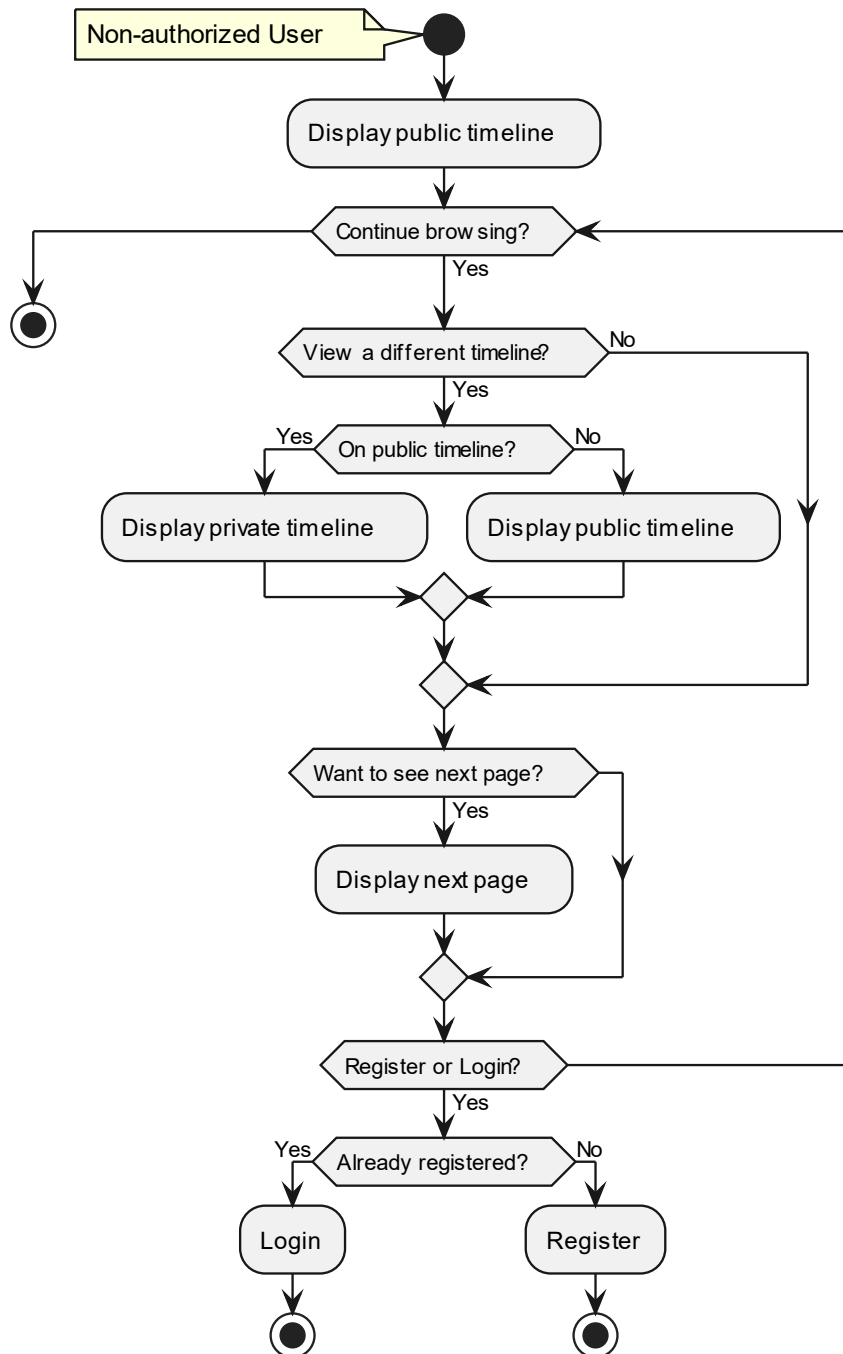 Non-authorized User
Display public timeline
Continue browsing?
Yes
View a different timeline?
No
Yes
Yes
On public timeline?
No
Display private timeline
Display public timeline
Want to see next page?
Yes
Display next page
Register or Login?
Yes
Yes
Already registered?
No
Login
Register